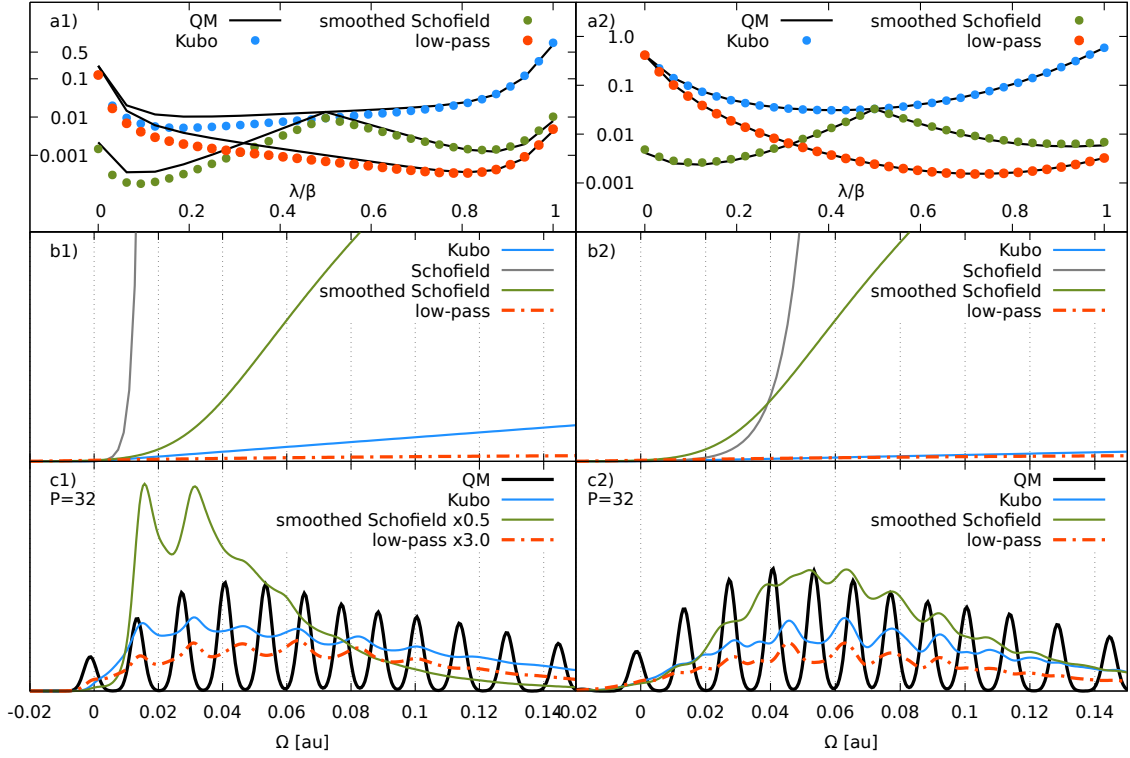 a1)
QM
smoothed Schofield
Kubo
low-pass
0.5
0.1
0.01
0.001
λ/β
0 0.2 0.4 0.6 0.8 1
a2)
QM
smoothed Schofield
Kubo
low-pass
1.0
0.1
0.01
0.001
λ/β
0 0.2 0.4 0.6 0.8 1
b1)
Kubo
Schofield
smoothed Schofield
low-pass
b2)
Kubo
Schofield
smoothed Schofield
low-pass
c1)
P=32
QM
Kubo
smoothed Schofield x0.5
low-pass x3.0
-0.02 0 0.02 0.04 0.06 0.08 0.1 0.12 0.14
Ω [au]
c2)
P=32
QM
Kubo
smoothed Schofield
low-pass
0.02 0 0.02 0.04 0.06 0.08 0.1 0.12 0.14
Ω [au]